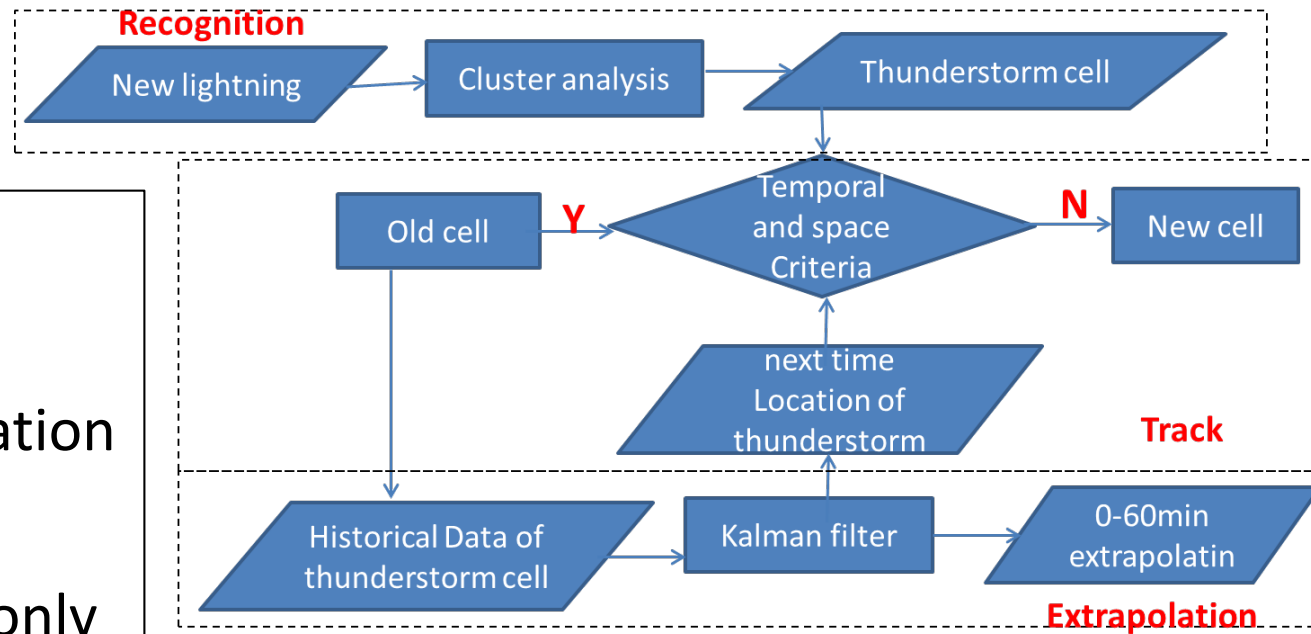 Recognition
New lightning
Cluster analysis
Thunderstorm cell
Old cell
Y
Temporal
and space
Criteria
N
New cell
next time
Location of
thunderstorm
Track
Historical Data of
thunderstorm cell
Kalman filter
0-60min
extrapolatin
Extrapolation
only